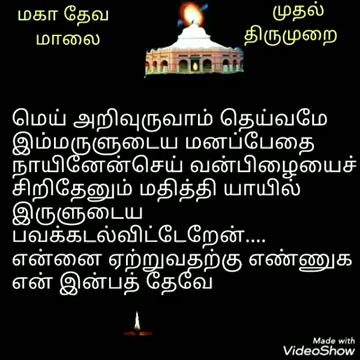 மகா தேவ
மாலை
முதல்
திருமுறை
மெய் அறிவுருவாம் தெய்வமே
இம்மருளுடைய மனப்பேதை
நாயினேன்செய் வன்பிழையைச்
சிறிதேனும் மதித்தி யாயில்
இருளுடைய
பவக்கடல்விட்டேறேன்....
என்னை ஏற்றுவதற்கு எண்ணுக
என் இன்பத் தேவே
Made with
VideoShow